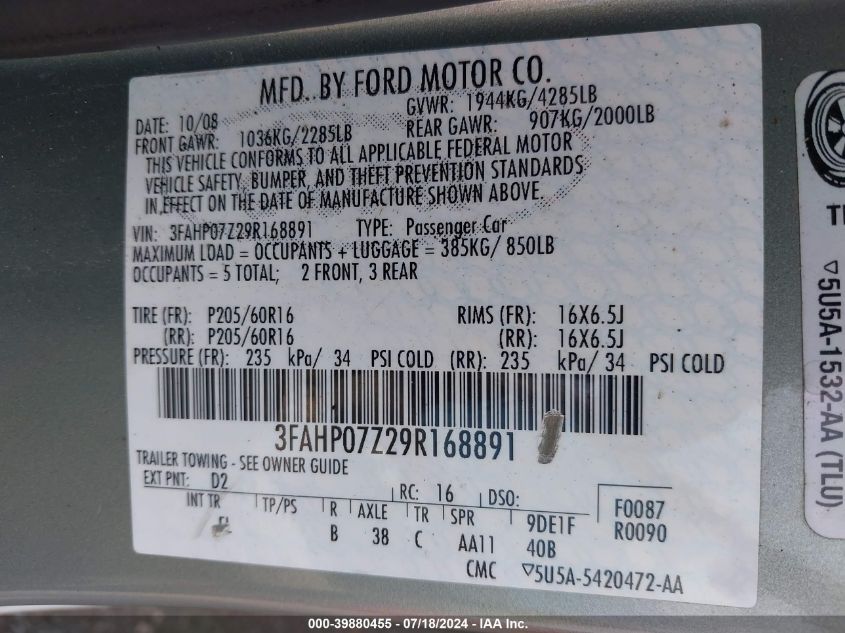 MFD. BY FORD MOTOR CO.
DATE: 10/08 GVWR: 1944KG/4285LB
FRONT GAWR: 1036KG/2285LB REAR GAWR: 907KG/2000LB
THIS VEHICLE CONFORMS TO ALL APPLICABLE FEDERAL MOTOR
VEHICLE SAFETY, BUMPER, AND THEFT PREVENTION STANDARDS
IN EFFECT ON THE DATE OF MANUFACTURE SHOWN ABOVE.
VIN: 3FAHP07Z29R168891 TYPE: Passenger Car
MAXIMUM LOAD = OCCUPANTS + LUGGAGE = 385KG/ 850LB
OCCUPANTS = 5 TOTAL; 2 FRONT, 3 REAR
TIRE (FR): P205/60R16 RIMS (FR): 16X6.5J
(RR): P205/60R16 (RR): 16X6.5J
PRESSURE (FR): 235 kPa/ 34 PSI COLD (RR): 235 kPa/ 34 PSI COLD
3FAHP07Z29R168891
TRAILER TOWING - SEE OWNER GUIDE
EXT PNT: D2 RC: 16 DSO: F0087
INT TR TP/PS R AXLE TR SPR 9DE1F R0090
B 38 C AA11 40B
CMC ▽5U5A-5420472-AA
▽5U5A-1532-AA (TLU)
000-39880455 - 07/18/2024 - IAA Inc.